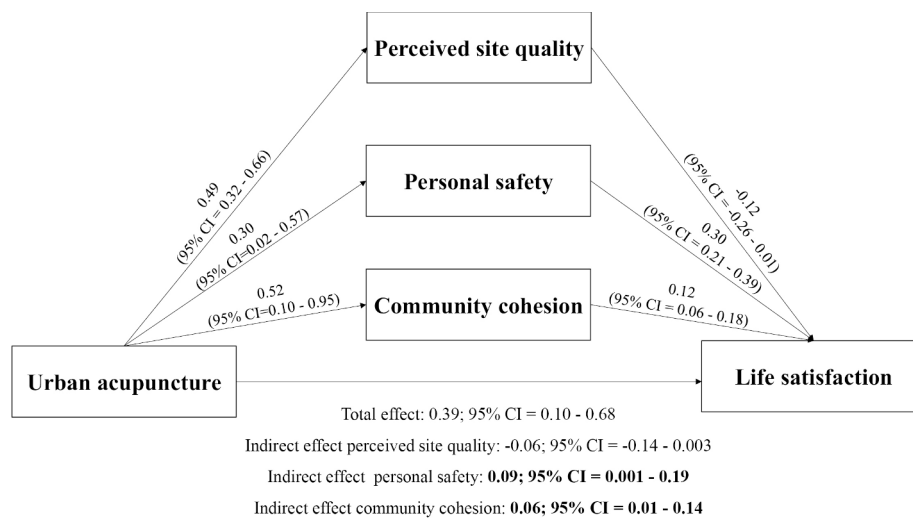 Perceived site quality
0.49
(95% CI = 0.32 - 0.66)
-0.12
(95% CI = -0.26 - 0.01)
Personal safety
0.30
(95% CI=0.02 - 0.57)
0.30
(95% CI = 0.21 - 0.39)
Community cohesion
0.52
(95% CI=0.10 - 0.95)
0.12
(95% CI = 0.06 - 0.18)
Urban acupuncture
Life satisfaction
Total effect: 0.39; 95% CI = 0.10 - 0.68
Indirect effect perceived site quality: -0.06; 95% CI = -0.14 - 0.003
Indirect effect personal safety: 0.09; 95% CI = 0.001 - 0.19
Indirect effect community cohesion: 0.06; 95% CI = 0.01 - 0.14